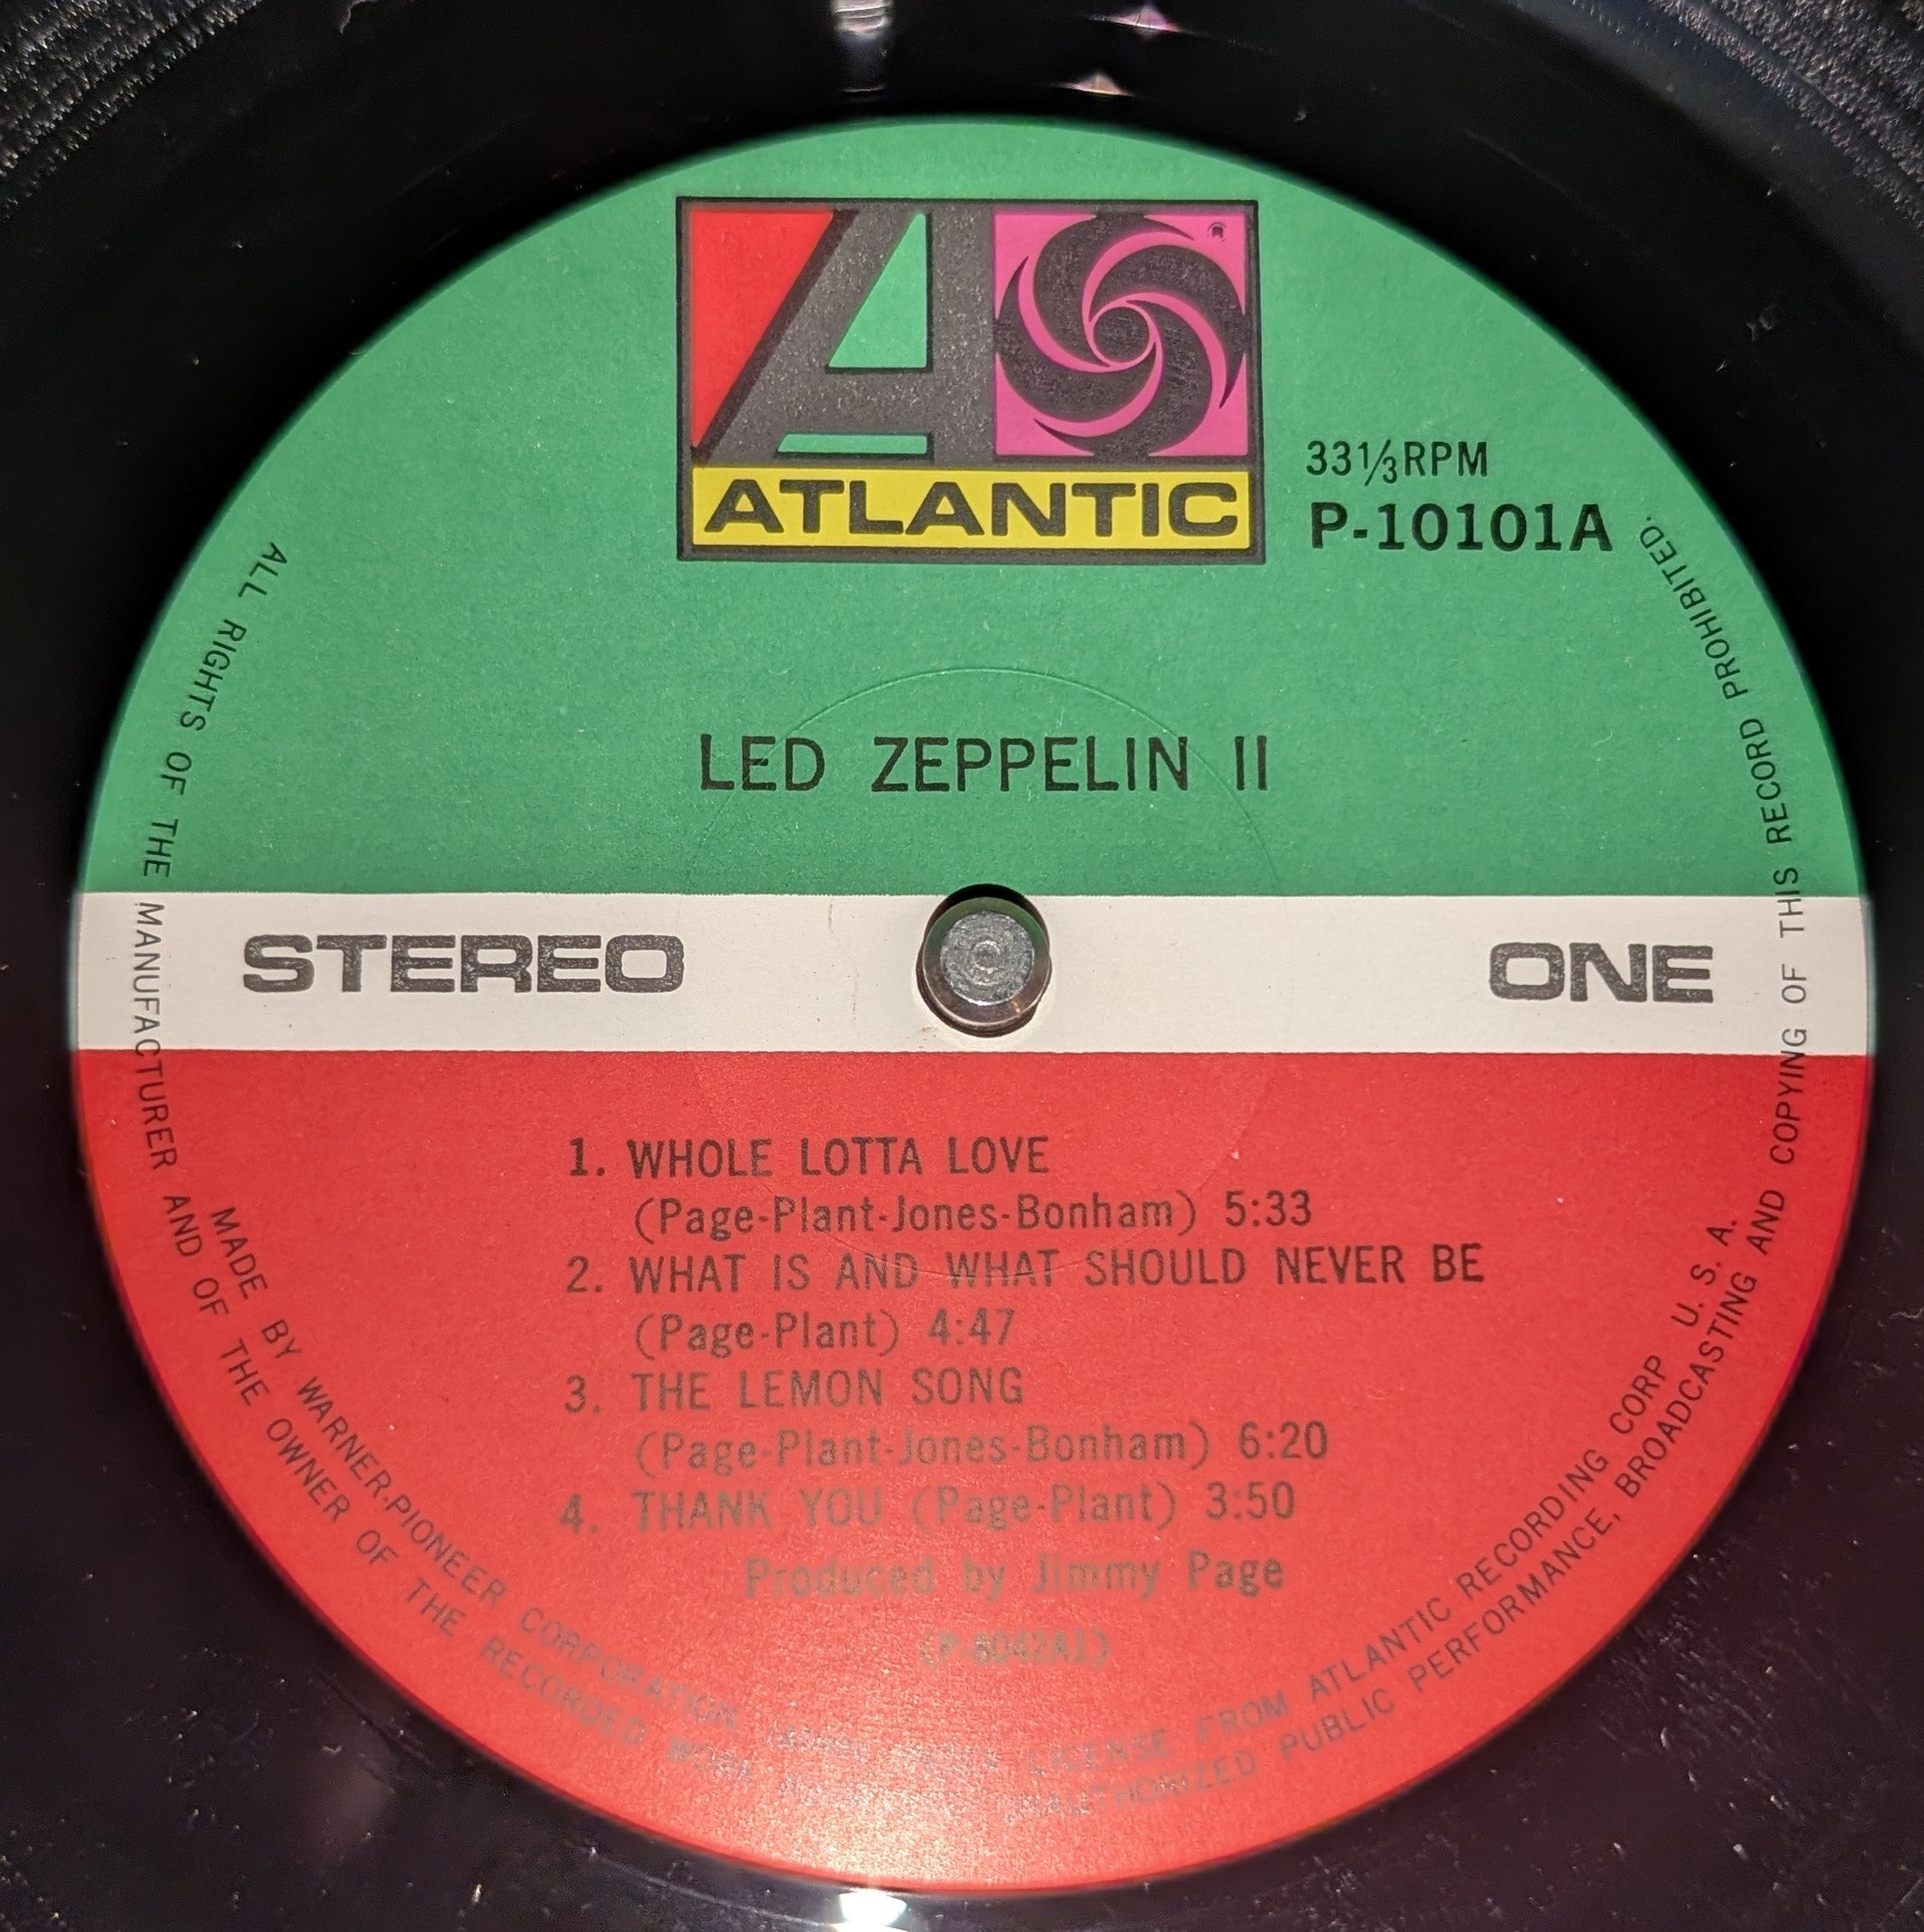 ATLANTIC
33⅓RPM
P-10101A
LED ZEPPELIN II
STEREO
ONE
1. WHOLE LOTTA LOVE
(Page-Plant-Jones-Bonham) 5:33
2. WHAT IS AND WHAT SHOULD NEVER BE
(Page-Plant) 4:47
3. THE LEMON SONG
(Page-Plant-Jones-Bonham) 6:20
4. THANK YOU (Page-Plant) 3:50
Produced by Jimmy Page
(P-8042A1)
MADE BY WARNER-PIONEER CORPORATION, LICENSE FROM ATLANTIC RECORDING CORP U. S. A.
ALL RIGHTS OF THE MANUFACTURER AND OF THE OWNER OF THE RECORDED WORK UNAUTHORIZED PUBLIC PERFORMANCE, BROADCASTING AND COPYING OF THIS RECORD PROHIBITED.